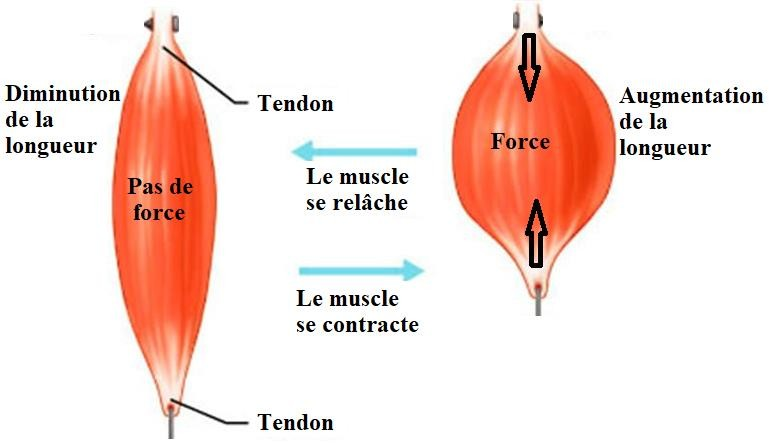 Diminution
de la
longueur
Tendon
Pas de
force
Tendon
Le muscle
se relâche
Le muscle
se contracte
Force
Augmentation
de la
longueur